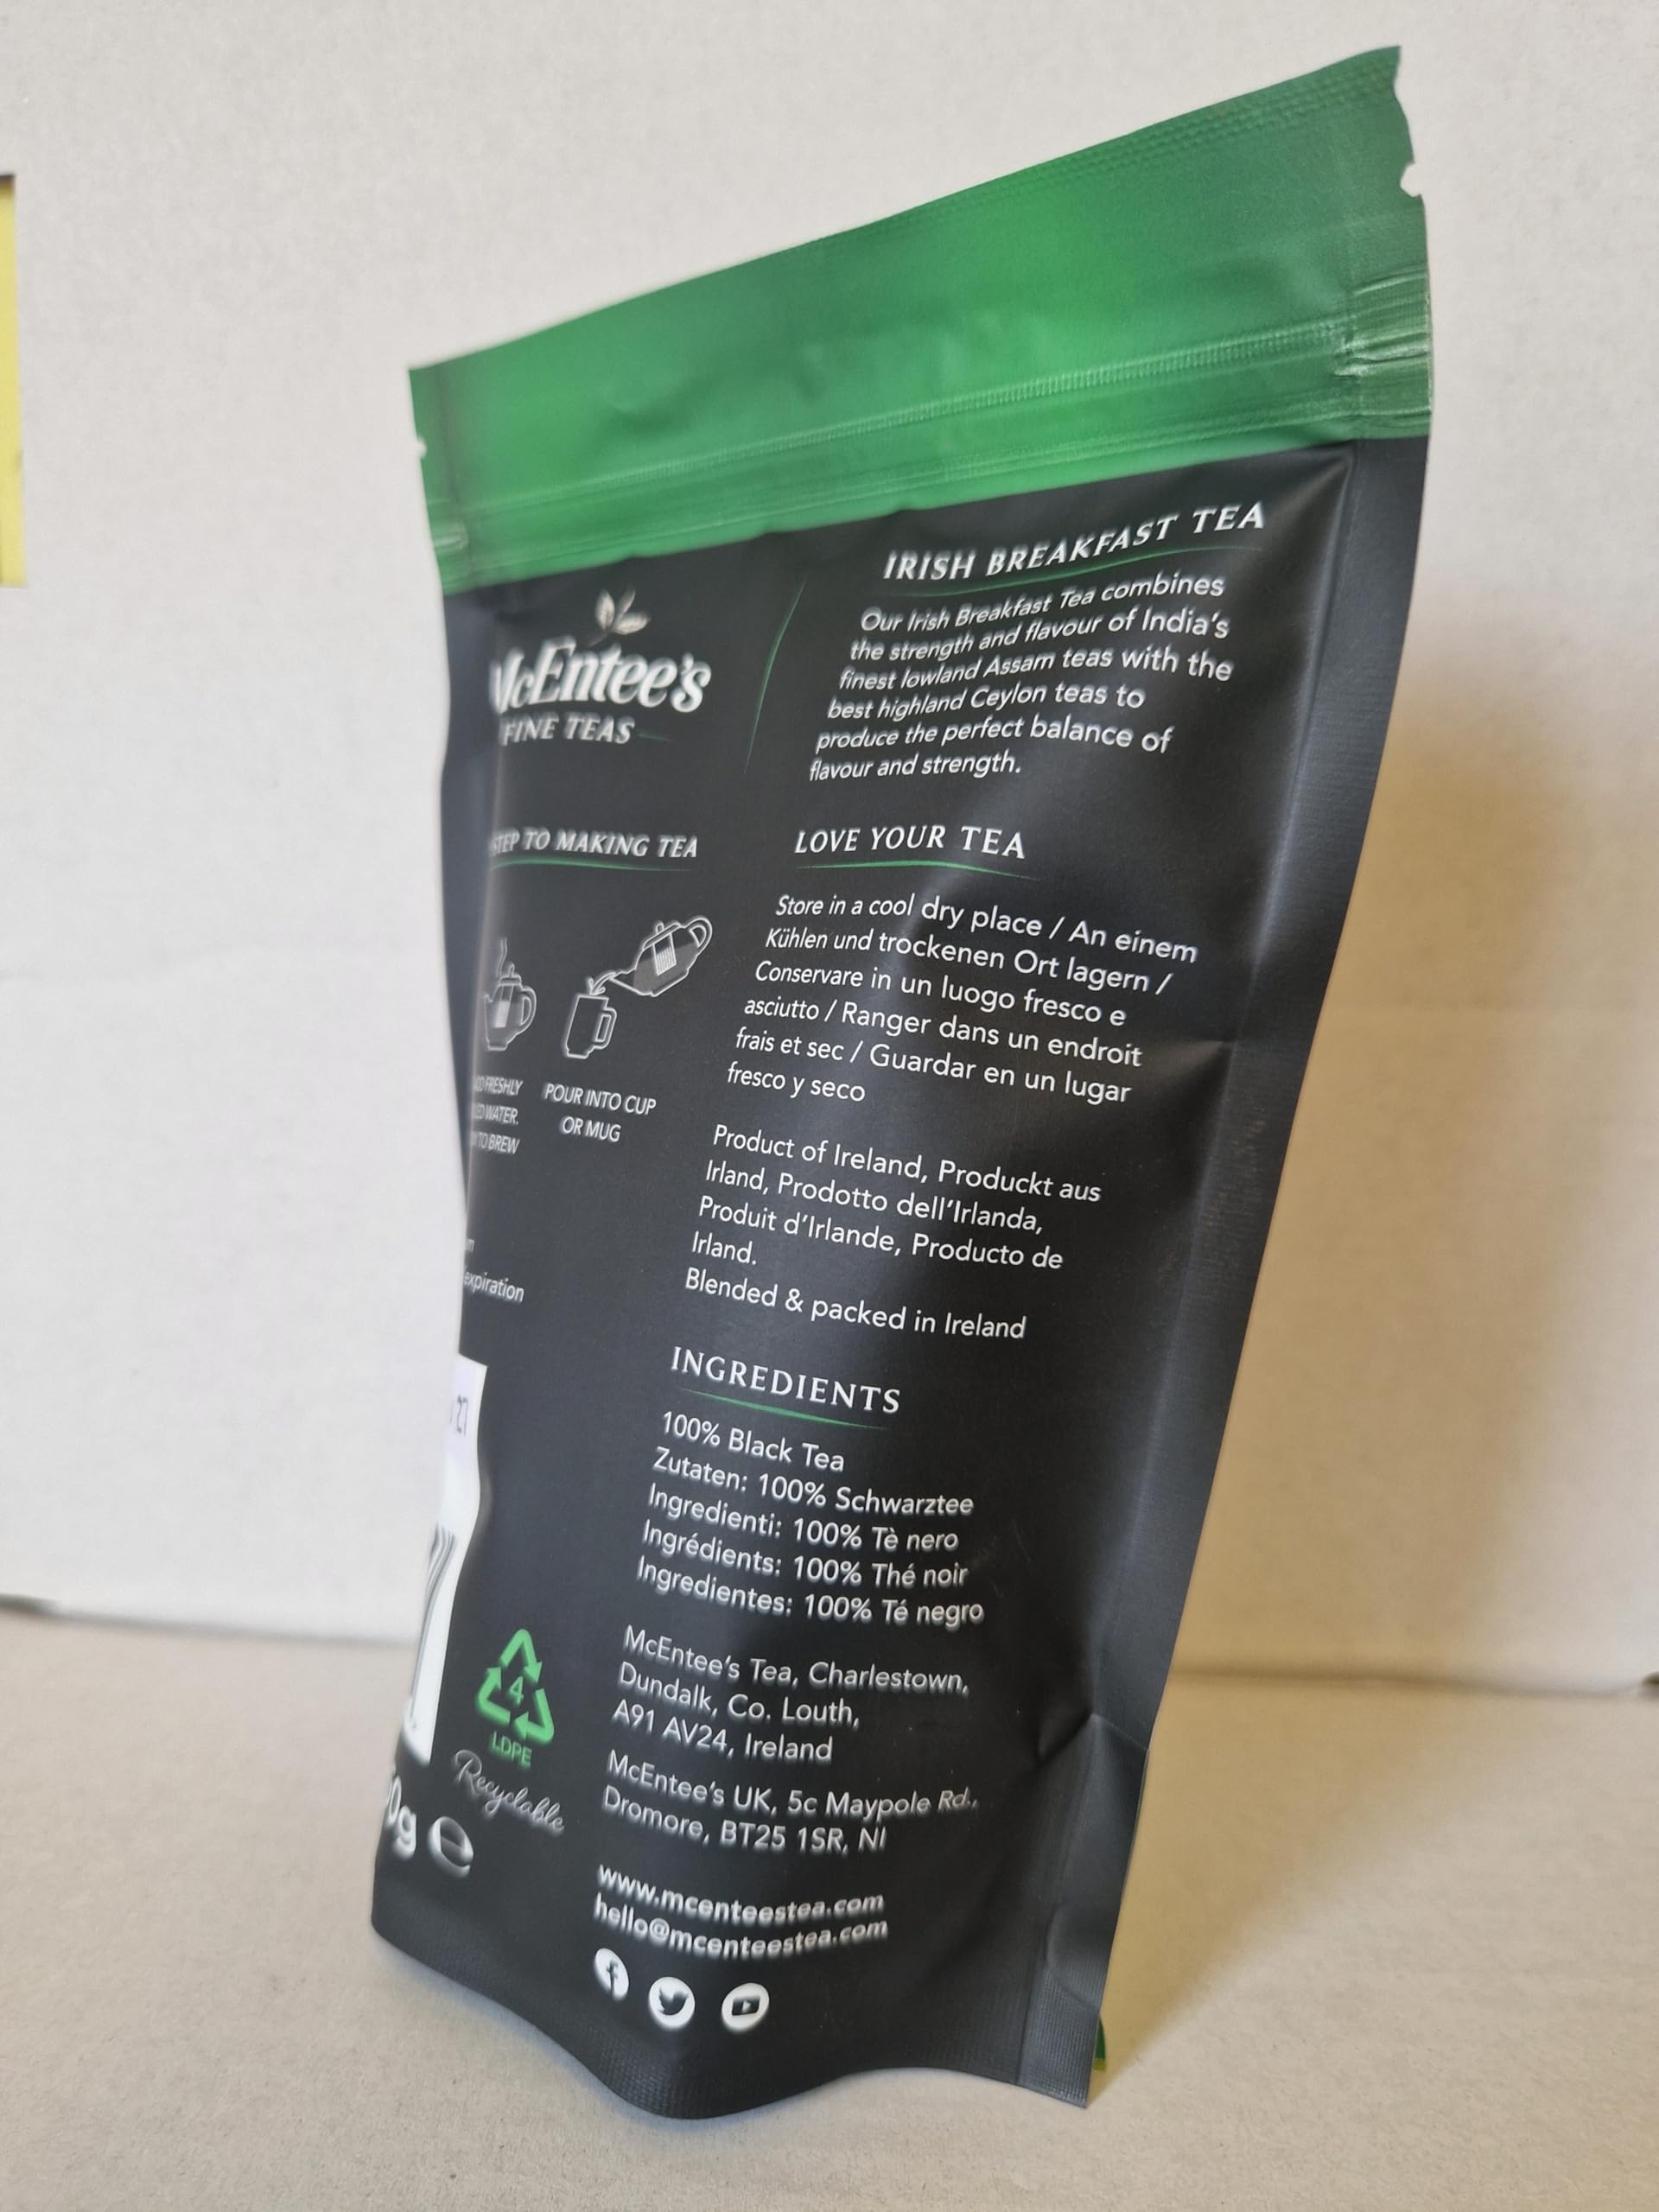 McEntee's
FINE TEAS
STEP TO MAKING TEA
FRESHLY
WATER.
TO BREW
POUR INTO CUP
OR MUG
expiration
27
4
LDPE
Recyclable
0g ℮
IRISH BREAKFAST TEA
Our Irish Breakfast Tea combines
the strength and flavour of India's
finest lowland Assam teas with the
best highland Ceylon teas to
produce the perfect balance of
flavour and strength.
LOVE YOUR TEA
Store in a cool dry place / An einem
Kühlen und trockenen Ort lagern /
Conservare in un luogo fresco e
asciutto / Ranger dans un endroit
frais et sec / Guardar en un lugar
fresco y seco
Product of Ireland, Produckt aus
Irland, Prodotto dell'Irlanda,
Produit d'Irlande, Producto de
Irland.
Blended & packed in Ireland
INGREDIENTS
100% Black Tea
Zutaten: 100% Schwarztee
Ingredienti: 100% Tè nero
Ingrédients: 100% Thé noir
Ingredientes: 100% Té negro
McEntee's Tea, Charlestown,
Dundalk, Co. Louth,
A91 AV24, Ireland
McEntee's UK, 5c Maypole Rd.,
Dromore, BT25 1SR, NI
www.mcenteestea.com
hello@mcenteestea.com